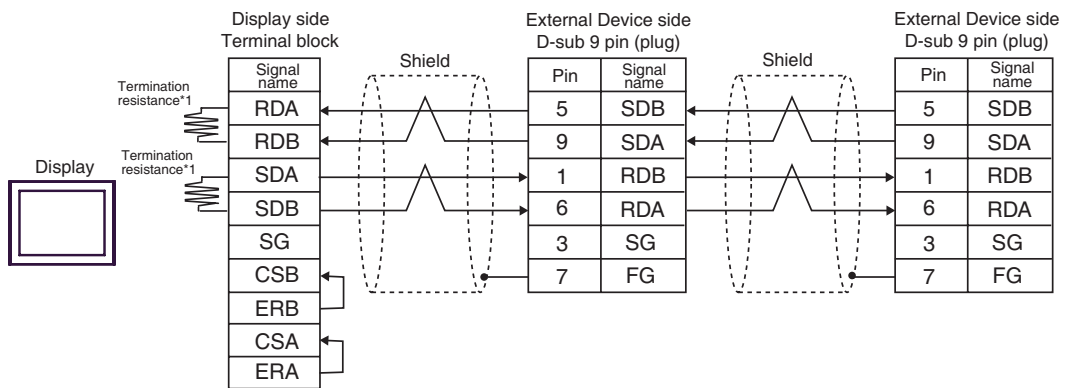 Display side
Terminal block
External Device side
D-sub 9 pin (plug)
External Device side
D-sub 9 pin (plug)
Display
Termination
resistance*1
Termination
resistance*1
Signal
name
RDA
RDB
SDA
SDB
SG
CSB
ERB
CSA
ERA
Shield
Pin Signal
name
5 SDB
9 SDA
1 RDB
6 RDA
3 SG
7 FG
Shield
Pin Signal
name
5 SDB
9 SDA
1 RDB
6 RDA
3 SG
7 FG